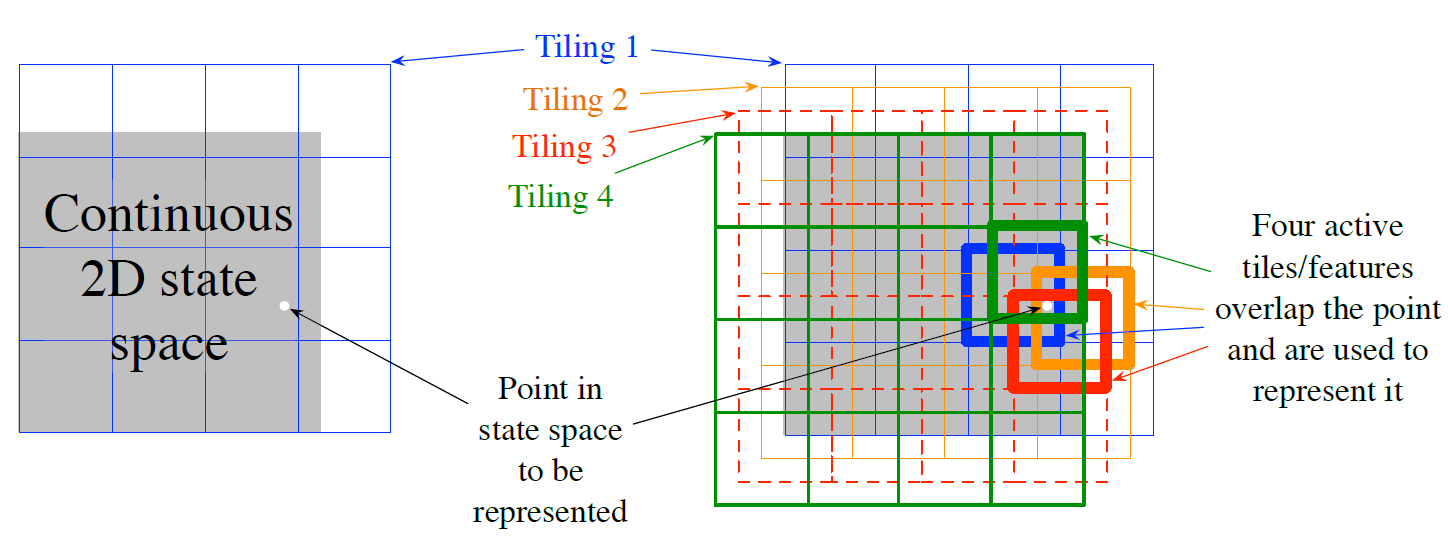 Tiling 1
Tiling 2
Tiling 3
Tiling 4
Continuous
2D state
space
Point in
state space
to be
represented
Four active
tiles/features
overlap the point
and are used to
represent it